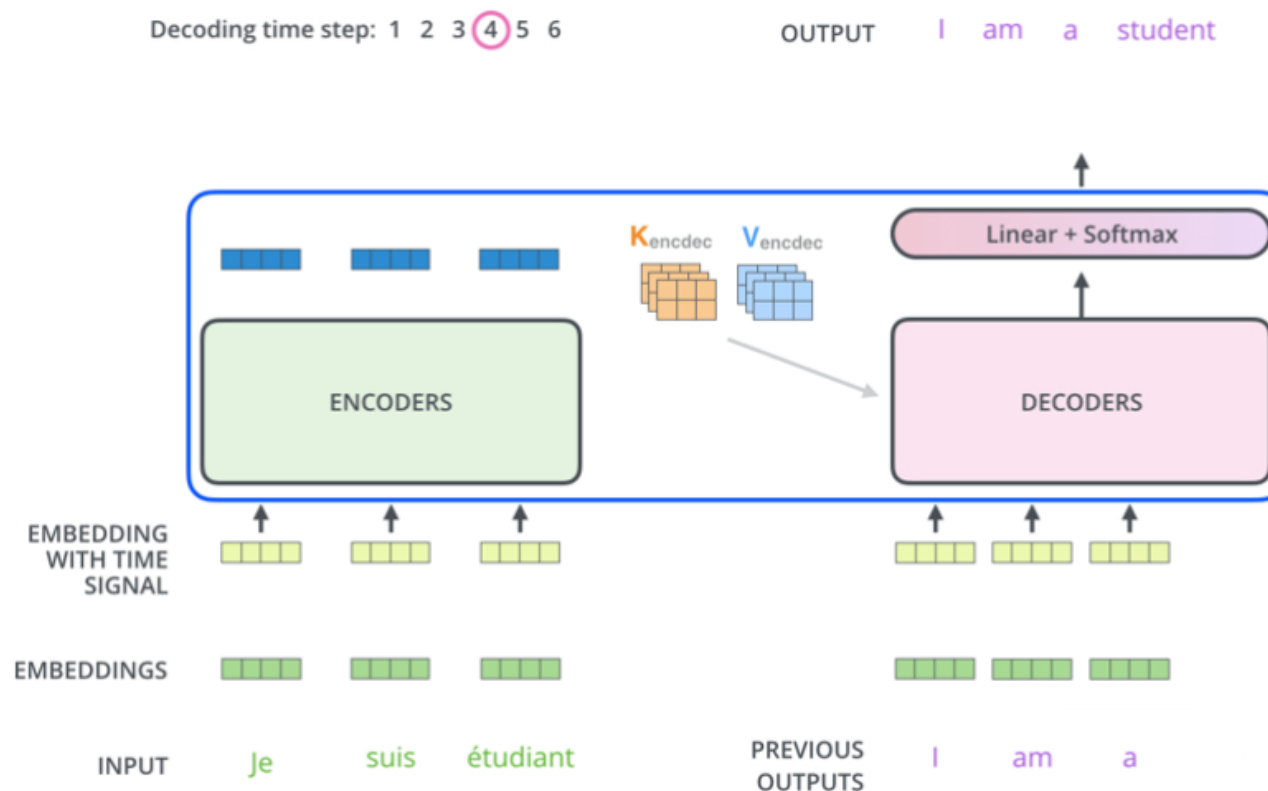 Decoding time step: 1 2 3 4 5 6
OUTPUT I am a student
Kencdec Vencdec
Linear + Softmax
ENCODERS
DECODERS
EMBEDDING
WITH TIME
SIGNAL
EMBEDDINGS
INPUT Je suis étudiant
PREVIOUS
OUTPUTS
I am a